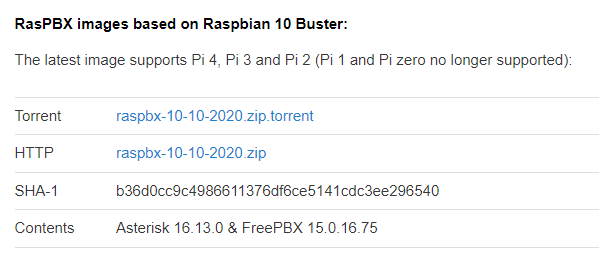 RasPBX images based on Raspbian 10 Buster:
The latest image supports Pi 4, Pi 3 and Pi 2 (Pi 1 and Pi zero no longer supported):
Torrent raspbx-10-10-2020.zip.torrent
HTTP raspbx-10-10-2020.zip
SHA-1 b36d0cc9c4986611376df6ce5141cdc3ee296540
Contents Asterisk 16.13.0 & FreePBX 15.0.16.75